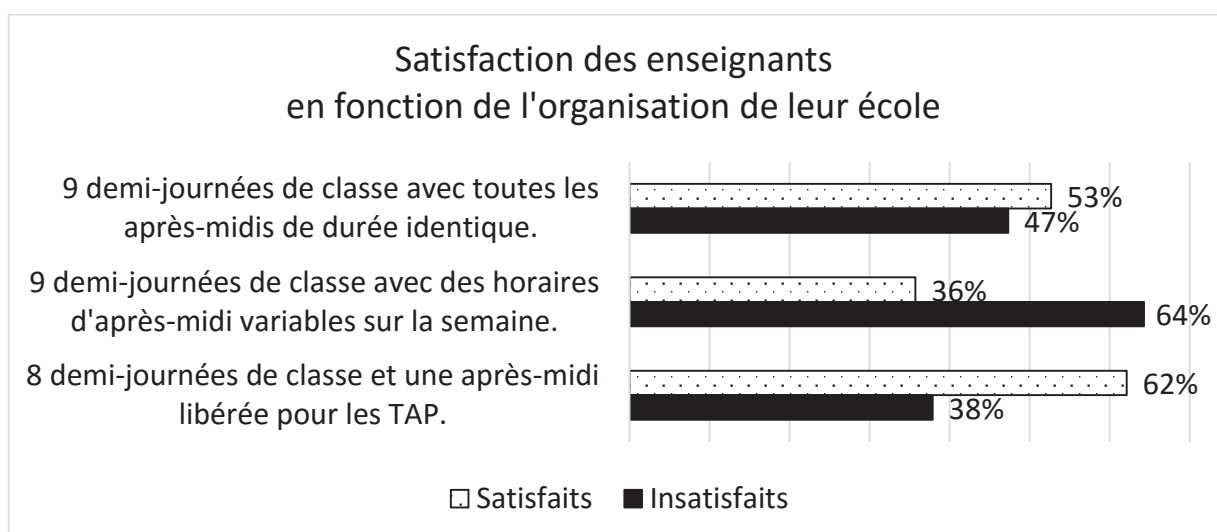 Satisfaction des enseignants
en fonction de l'organisation de leur école
9 demi-journées de classe avec toutes les
après-midis de durée identique.
53%
47%
9 demi-journées de classe avec des horaires
d'après-midi variables sur la semaine.
36%
64%
8 demi-journées de classe et une après-midi
libérée pour les TAP.
62%
38%
Satisfaits Insatisfaits